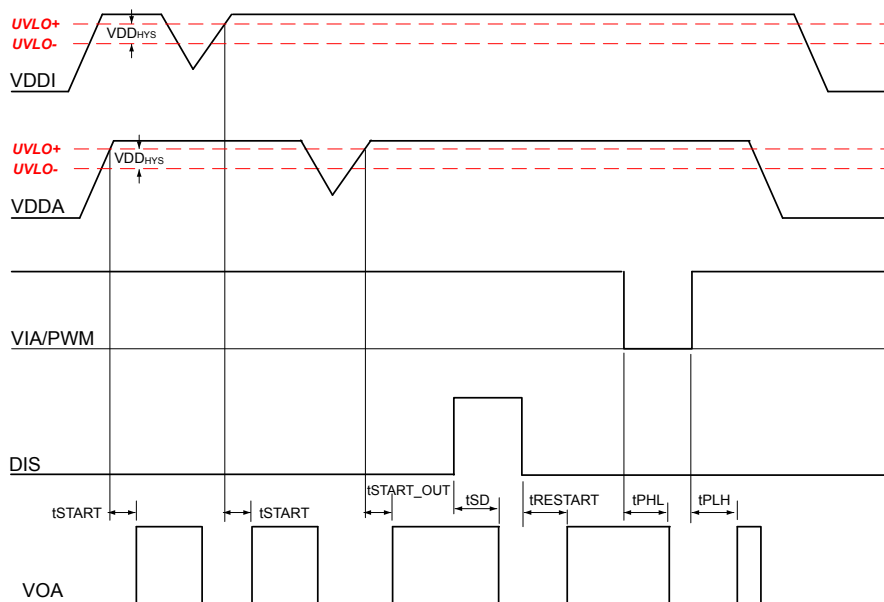 UVLO+
VDDHYS
UVLO-
VDDI
UVLO+
VDDHYS
UVLO-
VDDA
VIA/PWM
DIS
tSTART
tSTART
tSTART_OUT
tSD
tRESTART
tPHL
tPLH
VOA